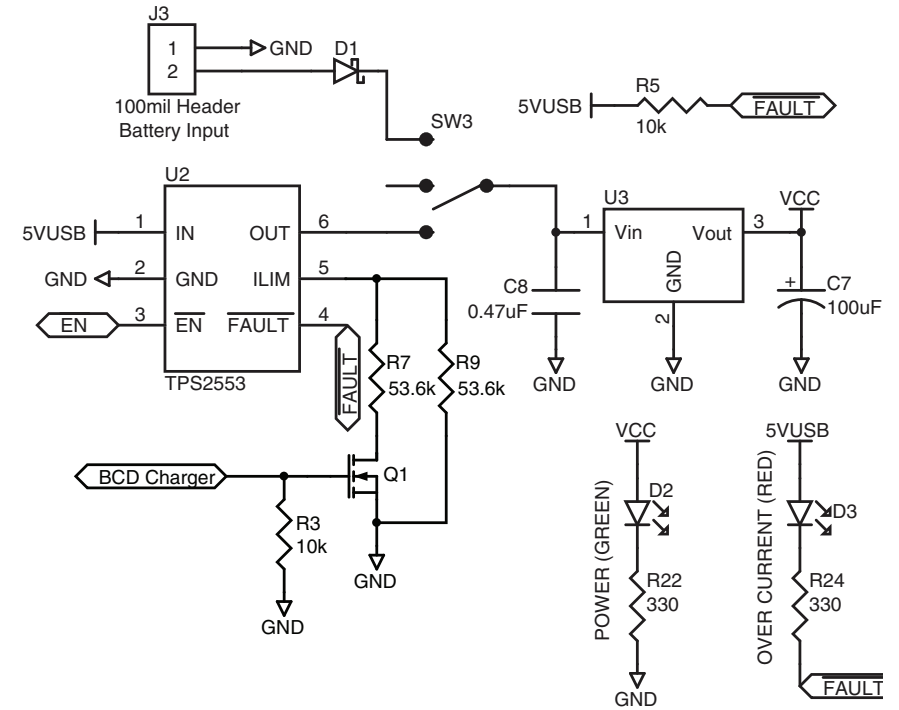 J3
1
GND
D1
2
100mil Header
Battery Input
SW3
5VUSB
R5
10k
FAULT
U2
5VUSB
1
IN
OUT
6
GND
2
GND
ILIM
5
EN
3
EN
FAULT
4
TPS2553
FAULT
R7
53.6k
R9
53.6k
BCD Charger
Q1
R3
10k
GND
GND
U3
1
Vin
Vout
3
GND
2
VCC
C8
0.47uF
C7
+
100uF
GND
GND
GND
VCC
D2
POWER (GREEN)
R22
330
GND
5VUSB
D3
OVER CURRENT (RED)
R24
330
FAULT